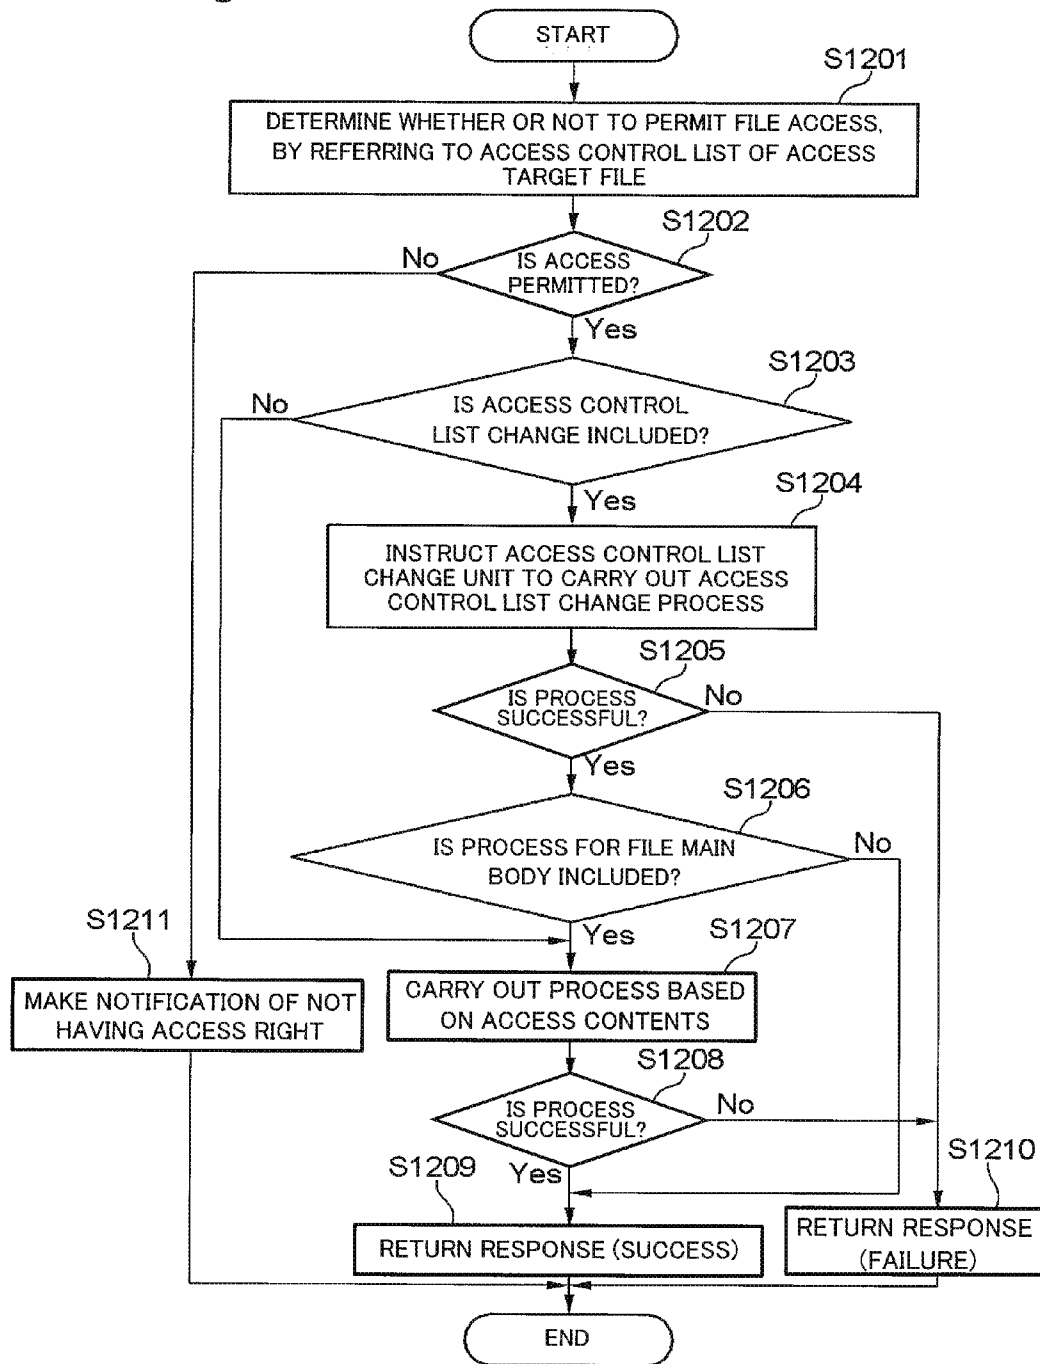 START
S1201
DETERMINE WHETHER OR NOT TO PERMIT FILE ACCESS,
BY REFERRING TO ACCESS CONTROL LIST OF ACCESS
TARGET FILE
S1202
No
IS ACCESS
PERMITTED?
Yes
S1203
No
IS ACCESS CONTROL
LIST CHANGE INCLUDED?
Yes
S1204
INSTRUCT ACCESS CONTROL LIST
CHANGE UNIT TO CARRY OUT ACCESS
CONTROL LIST CHANGE PROCESS
S1205
IS PROCESS
SUCCESSFUL?
No
Yes
S1206
IS PROCESS FOR FILE MAIN
BODY INCLUDED?
No
Yes
S1207
CARRY OUT PROCESS BASED
ON ACCESS CONTENTS
S1211
MAKE NOTIFICATION OF NOT
HAVING ACCESS RIGHT
S1208
IS PROCESS
SUCCESSFUL?
No
Yes
S1209
RETURN RESPONSE (SUCCESS)
S1210
RETURN RESPONSE
(FAILURE)
END